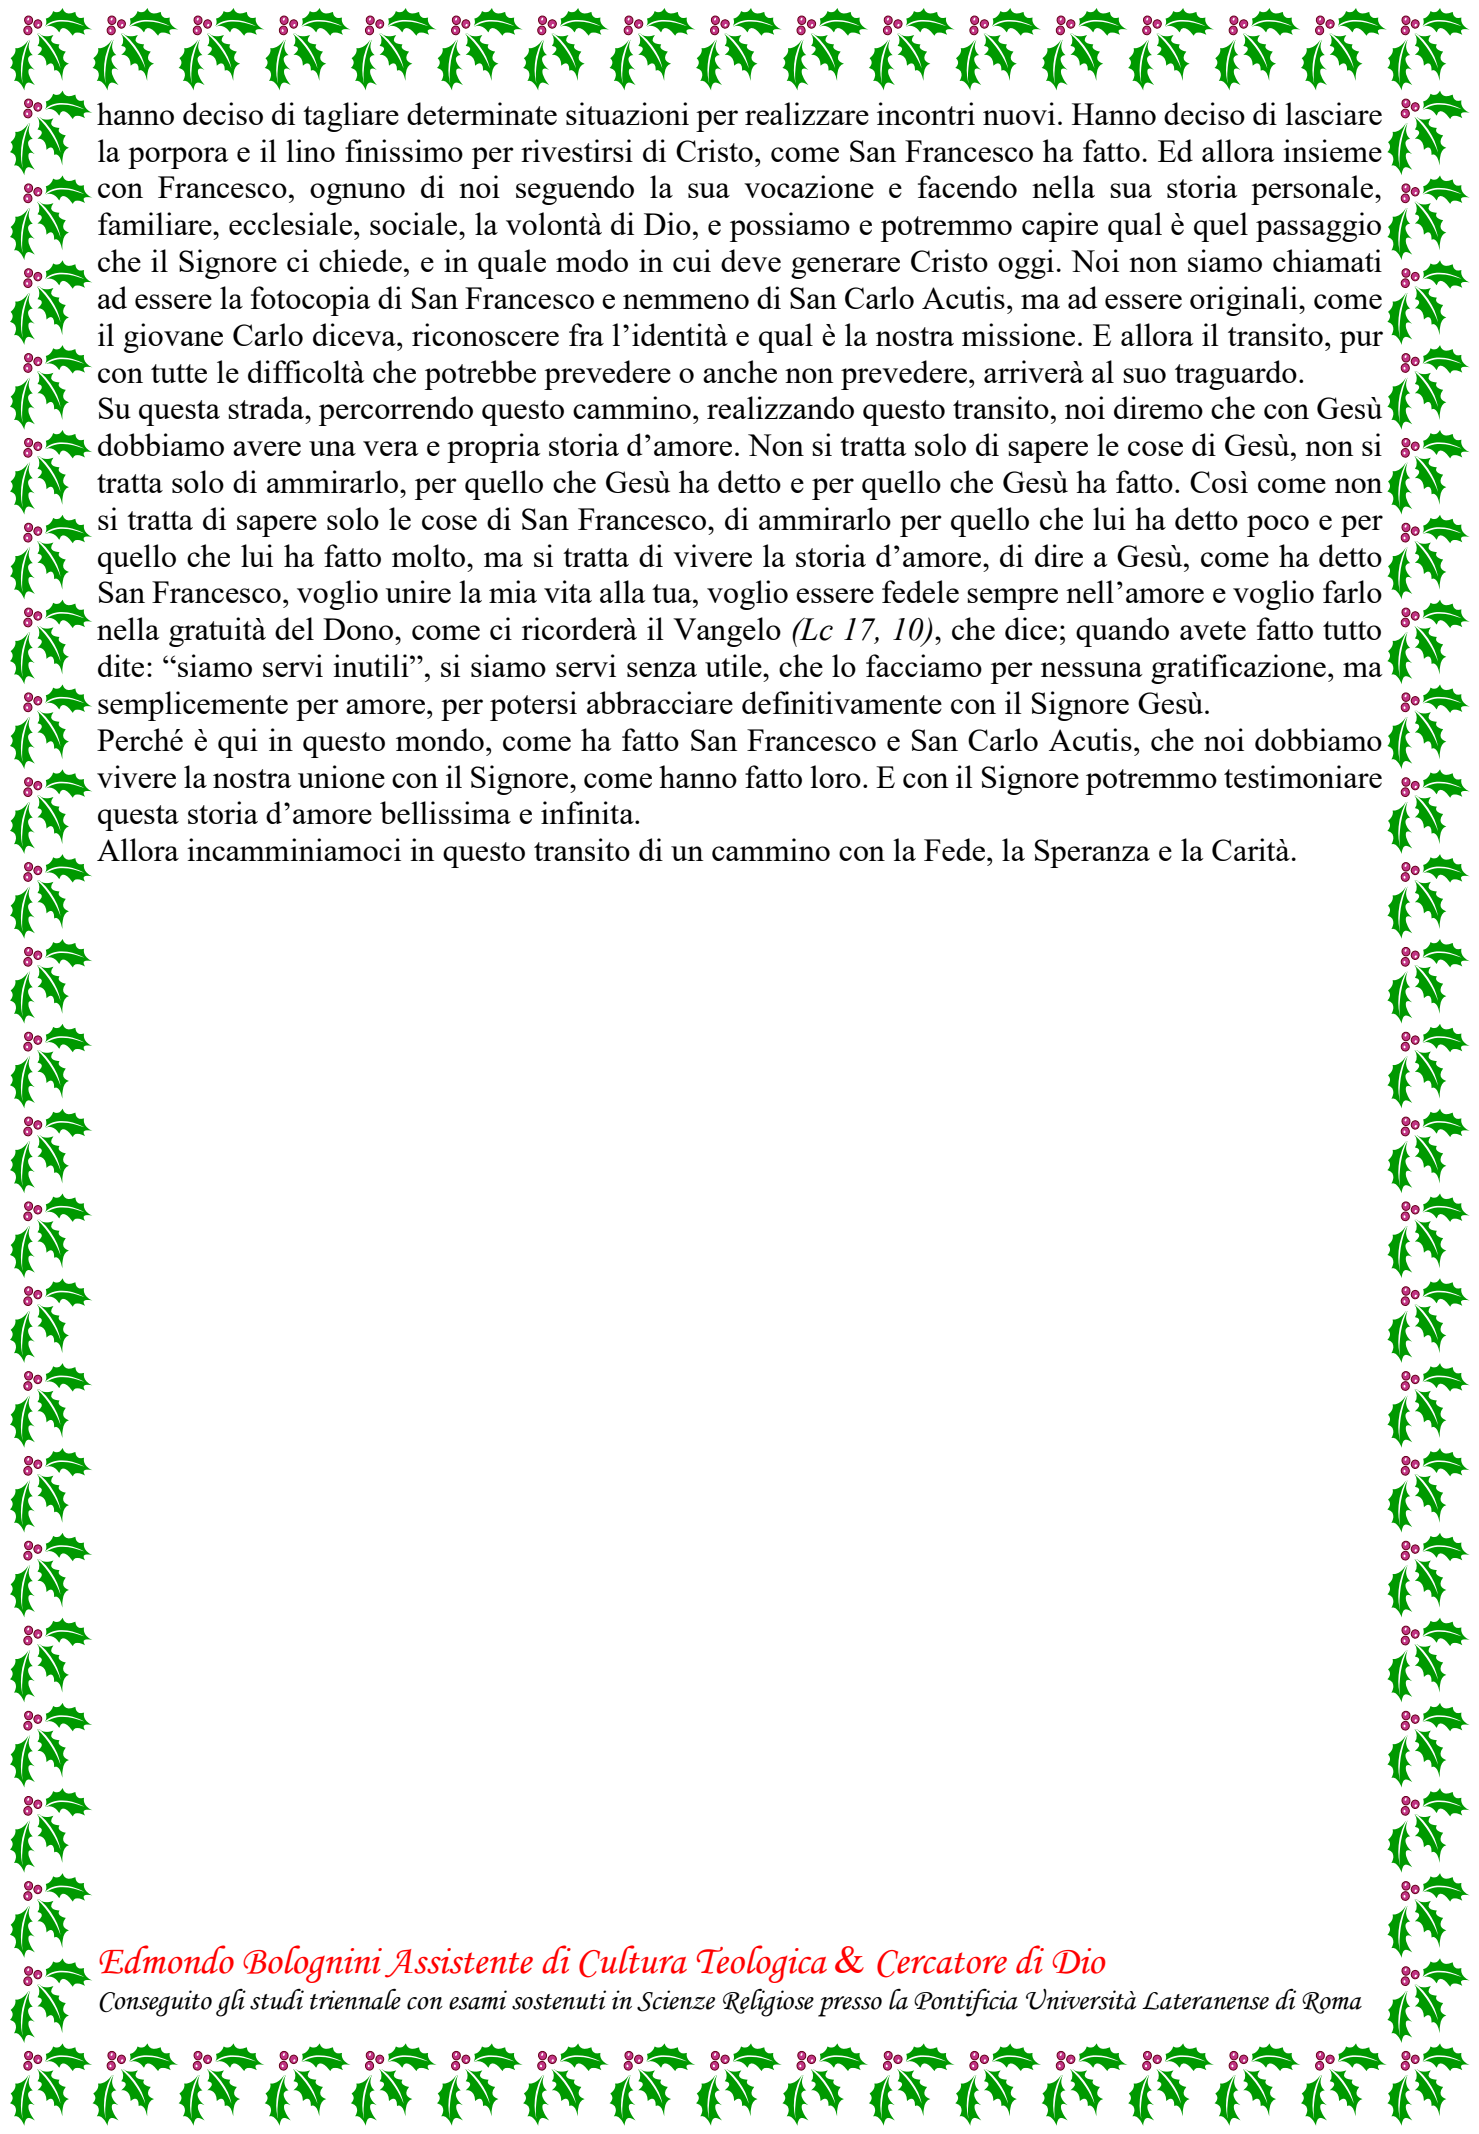 hanno deciso di tagliare determinate situazioni per realizzare incontri nuovi. Hanno deciso di lasciare
la porpora e il lino finissimo per rivestirsi di Cristo, come San Francesco ha fatto. Ed allora insieme
con Francesco, ognuno di noi seguendo la sua vocazione e facendo nella sua storia personale,
familiare, ecclesiale, sociale, la volontà di Dio, e possiamo e potremmo capire qual è quel passaggio
che il Signore ci chiede, e in quale modo in cui deve generare Cristo oggi. Noi non siamo chiamati
ad essere la fotocopia di San Francesco e nemmeno di San Carlo Acutis, ma ad essere originali, come
il giovane Carlo diceva, riconoscere fra l’identità e qual è la nostra missione. E allora il transito, pur
con tutte le difficoltà che potrebbe prevedere o anche non prevedere, arriverà al suo traguardo.
Su questa strada, percorrendo questo cammino, realizzando questo transito, noi diremo che con Gesù
dobbiamo avere una vera e propria storia d’amore. Non si tratta solo di sapere le cose di Gesù, non si
tratta solo di ammirarlo, per quello che Gesù ha detto e per quello che Gesù ha fatto. Così come non
si tratta di sapere solo le cose di San Francesco, di ammirarlo per quello che lui ha detto poco e per
quello che lui ha fatto molto, ma si tratta di vivere la storia d’amore, di dire a Gesù, come ha detto
San Francesco, voglio unire la mia vita alla tua, voglio essere fedele sempre nell’amore e voglio farlo
nella gratuità del Dono, come ci ricorderà il Vangelo (Lc 17, 10), che dice; quando avete fatto tutto
dite: “siamo servi inutili”, si siamo servi senza utile, che lo facciamo per nessuna gratificazione, ma
semplicemente per amore, per potersi abbracciare definitivamente con il Signore Gesù.
Perché è qui in questo mondo, come ha fatto San Francesco e San Carlo Acutis, che noi dobbiamo
vivere la nostra unione con il Signore, come hanno fatto loro. E con il Signore potremmo testimoniare
questa storia d’amore bellissima e infinita.
Allora incamminiamoci in questo transito di un cammino con la Fede, la Speranza e la Carità.
Edmondo Bolognini Assistente di Cultura Teologica & Cercatore di Dio
Conseguito gli studi triennale con esami sostenuti in Scienze Religiose presso la Pontificia Università Lateranense di Roma